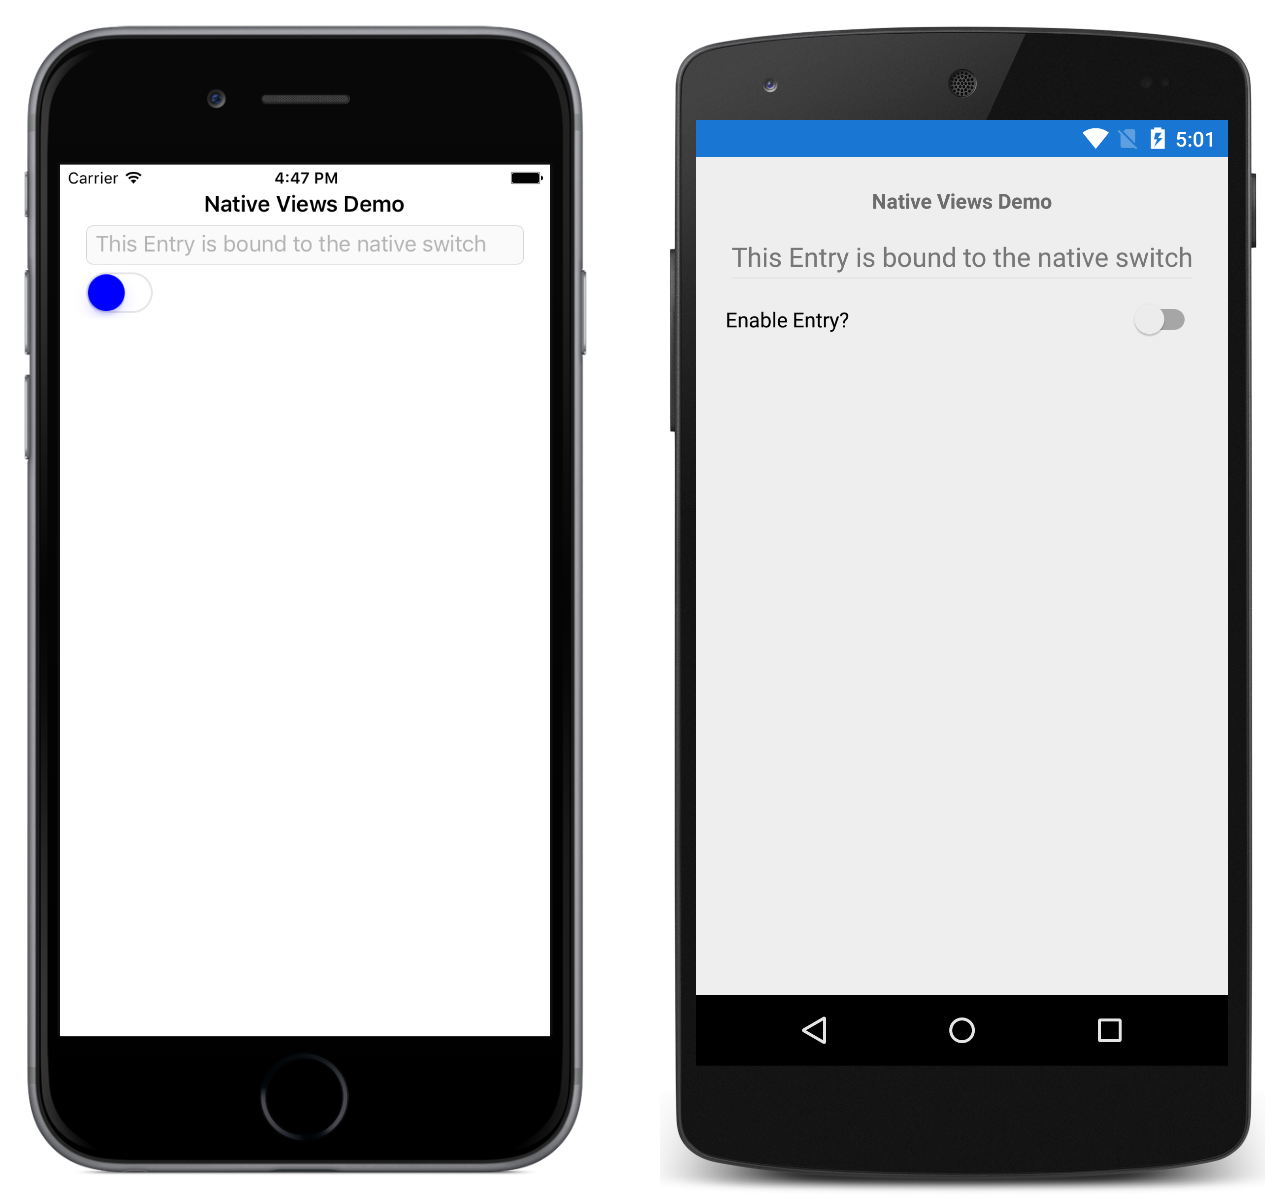 Carrier 4:47 PM
Native Views Demo
This Entry is bound to the native switch
5:01
Native Views Demo
This Entry is bound to the native switch
Enable Entry?